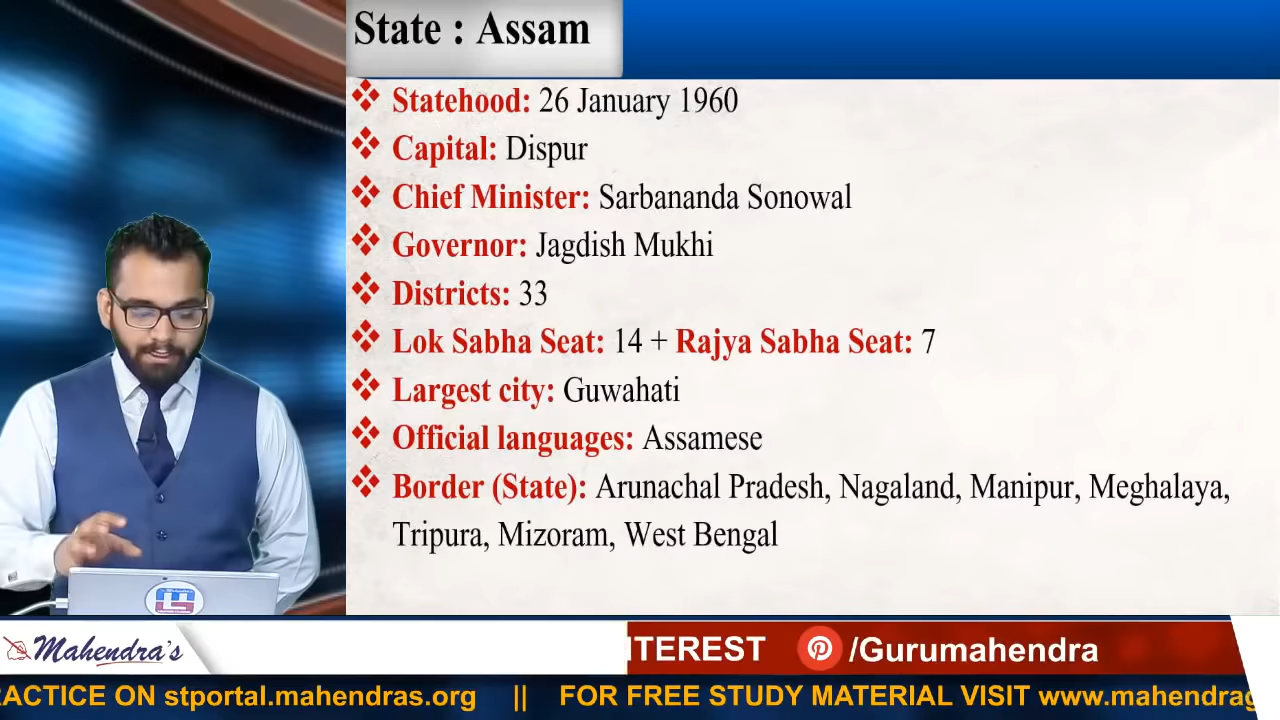 State : Assam
Statehood: 26 January 1960
Capital: Dispur
Chief Minister: Sarbananda Sonowal
Governor: Jagdish Mukhi
Districts: 33
Lok Sabha Seat: 14 + Rajya Sabha Seat: 7
Largest city: Guwahati
Official languages: Assamese
Border (State): Arunachal Pradesh, Nagaland, Manipur, Meghalaya,
Tripura, Mizoram, West Bengal
Mahendra's
TEREST /Gurumahendra
RACTICE ON stportal.mahendras.org || FOR FREE STUDY MATERIAL VISIT www.mahendrag